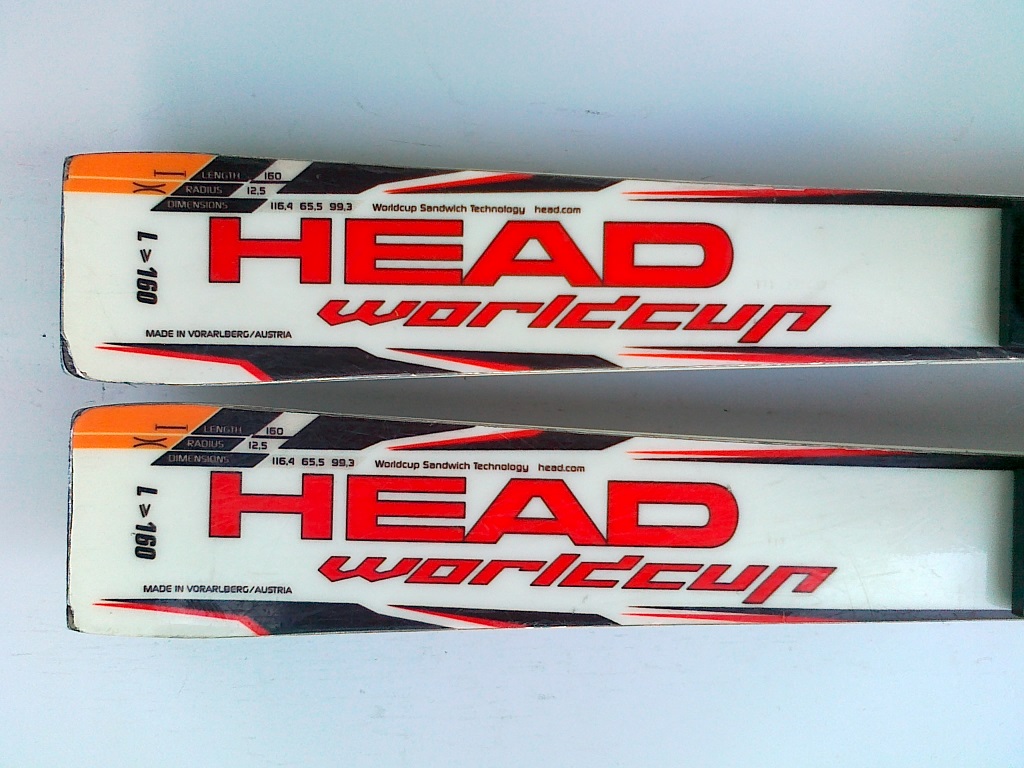 LENGTH 160
RADIUS 12,5
DIMENSIONS 116,4 65,5 99,3 Worldcup Sandwich Technology head.com
HEAD
worldcup
L > 160
MADE IN VORARLBERG/AUSTRIA
LENGTH 160
RADIUS 12,5
DIMENSIONS 116,4 65,5 99,3 Worldcup Sandwich Technology head.com
HEAD
worldcup
L > 160
MADE IN VORARLBERG/AUSTRIA